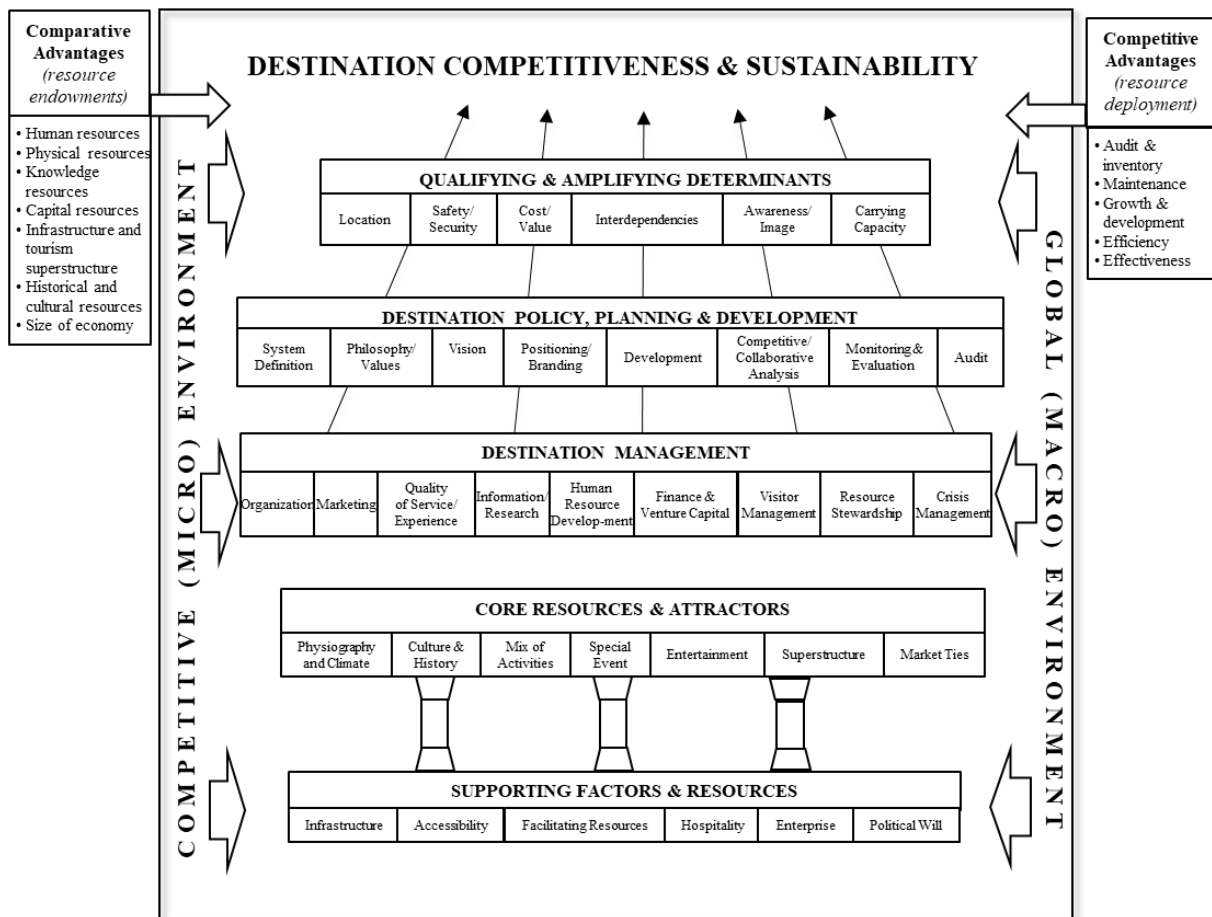 Comparative
Advantages
(resource
endowments)
• Human resources
• Physical resources
• Knowledge
resources
• Capital resources
• Infrastructure and
tourism
superstructure
• Historical and
cultural resources
• Size of economy
COMPETITIVE (MICRO) ENVIRONMENT
DESTINATION COMPETITIVENESS & SUSTAINABILITY
QUALIFYING & AMPLIFYING DETERMINANTS
Location
Safety/
Security
Cost/
Value
Interdependencies
Awareness/
Image
Carrying
Capacity
DESTINATION POLICY, PLANNING & DEVELOPMENT
System
Definition
Philosophy/
Values
Vision
Positioning/
Branding
Development
Competitive/
Collaborative
Analysis
Monitoring &
Evaluation
Audit
DESTINATION MANAGEMENT
Organization
Marketing
Quality
of Service/
Experience
Information/
Research
Human
Resource
Develop-ment
Finance &
Venture Capital
Visitor
Management
Resource
Stewardship
Crisis
Management
CORE RESOURCES & ATTRACTORS
Physiography
and Climate
Culture &
History
Mix of
Activities
Special
Event
Entertainment
Superstructure
Market Ties
SUPPORTING FACTORS & RESOURCES
Infrastructure
Accessibility
Facilitating Resources
Hospitality
Enterprise
Political Will
GLOBAL (MACRO) ENVIRONMENT
Competitive
Advantages
(resource
deployment)
• Audit &
inventory
• Maintenance
• Growth &
development
• Efficiency
• Effectiveness